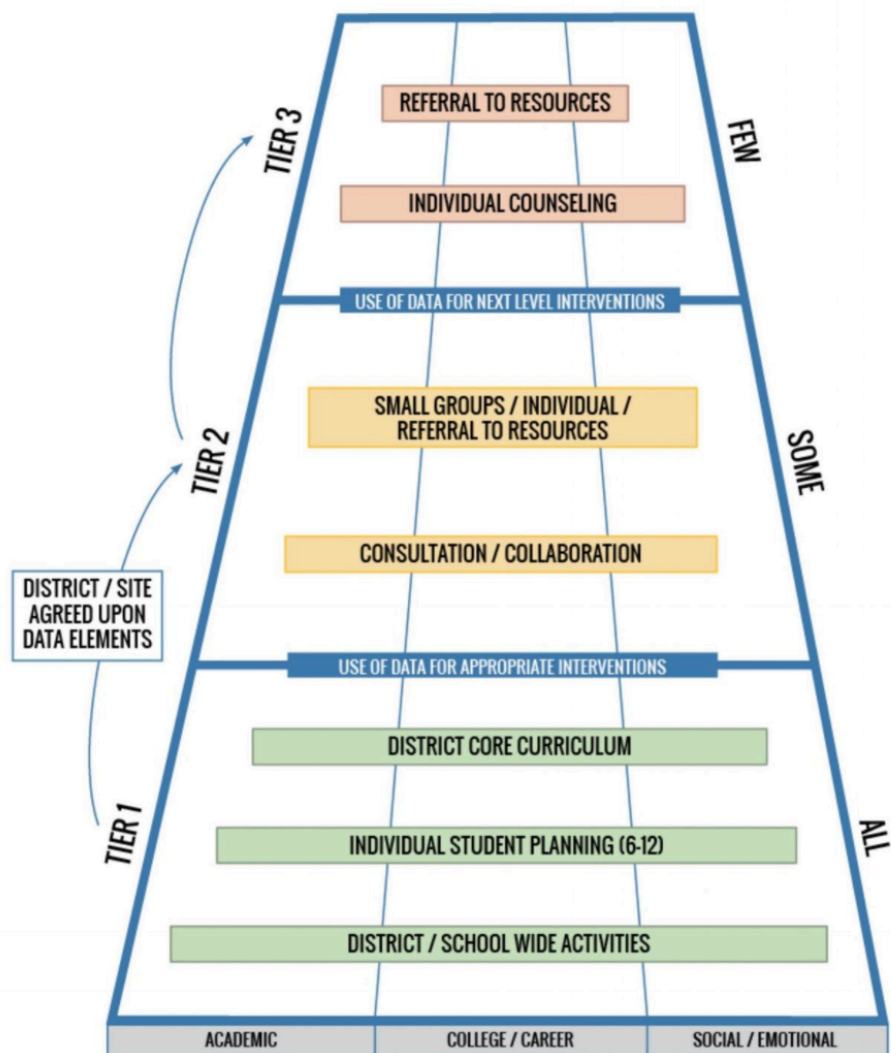 TIER 3
FEW
REFERRAL TO RESOURCES
INDIVIDUAL COUNSELING
USE OF DATA FOR NEXT LEVEL INTERVENTIONS
TIER 2
SOME
SMALL GROUPS / INDIVIDUAL /
REFERRAL TO RESOURCES
CONSULTATION / COLLABORATION
DISTRICT / SITE
AGREED UPON
DATA ELEMENTS
USE OF DATA FOR APPROPRIATE INTERVENTIONS
TIER 1
ALL
DISTRICT CORE CURRICULUM
INDIVIDUAL STUDENT PLANNING (6-12)
DISTRICT / SCHOOL WIDE ACTIVITIES
ACADEMIC
COLLEGE / CAREER
SOCIAL / EMOTIONAL